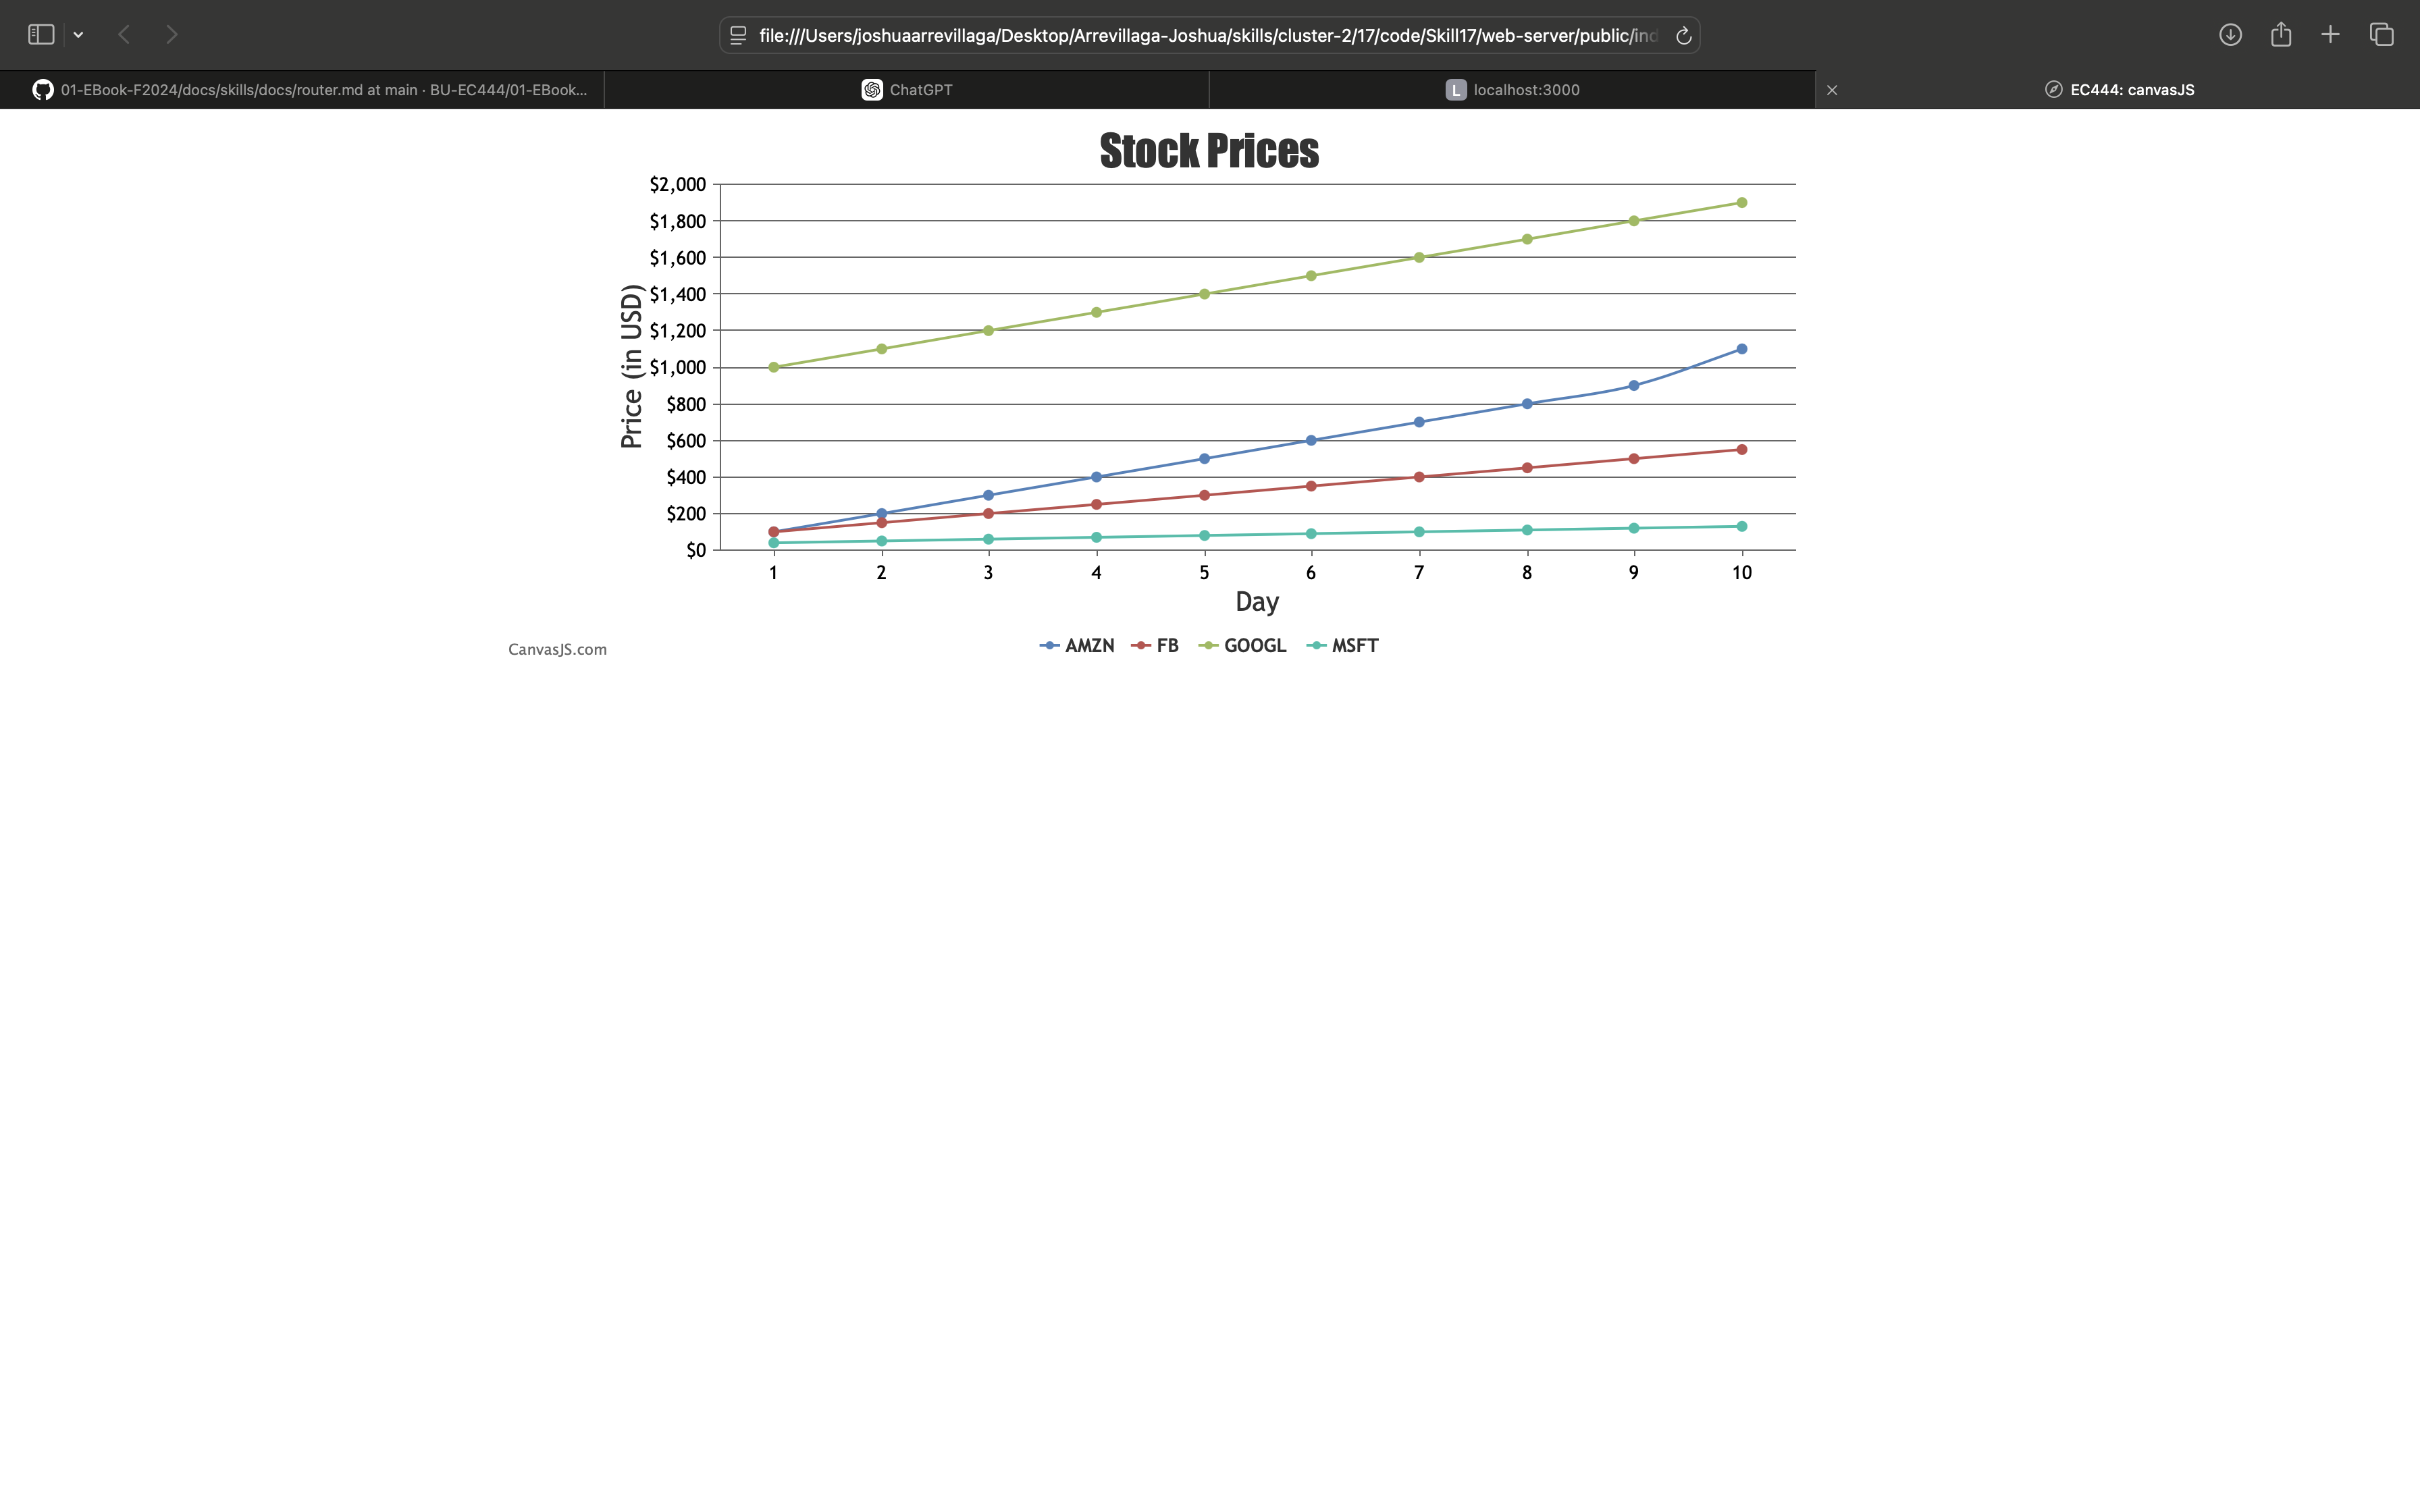 file:///Users/joshuaarrevillaga/Desktop/Arrevillaga-Joshua/skills/cluster-2/17/code/Skill17/web-server/public/ind
01-EBook-F2024/docs/skills/docs/router.md at main · BU-EC444/01-EBook...
ChatGPT
L localhost:3000
EC444: canvasJS
Stock Prices
Price (in USD)
$2,000
$1,800
$1,600
$1,400
$1,200
$1,000
$800
$600
$400
$200
$0
1 2 3 4 5 6 7 8 9 10
Day
AMZN FB GOOGL MSFT
CanvasJS.com